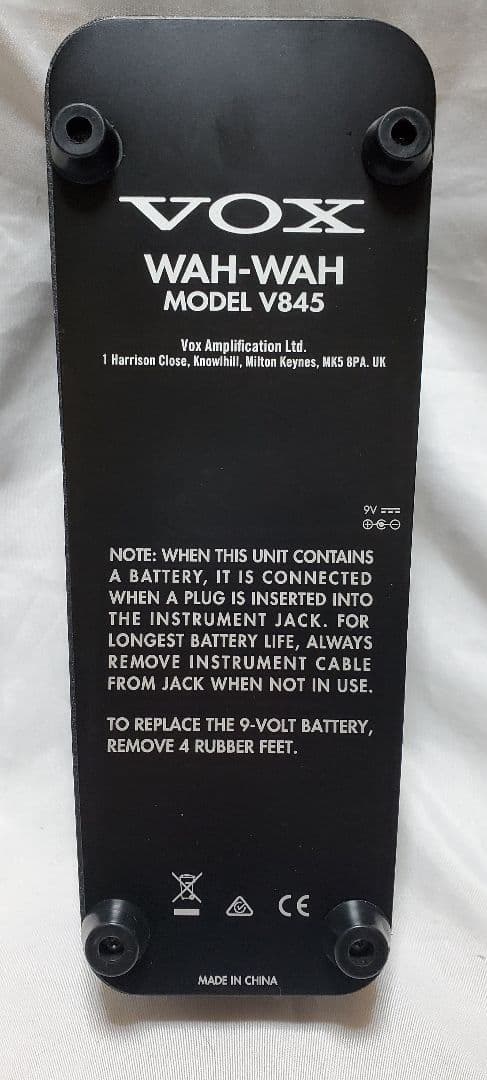 VOX
WAH-WAH
MODEL V845
Vox Amplification Ltd.
1 Harrison Close, Knowlhill, Milton Keynes, MK5 8PA. UK
9V
NOTE: WHEN THIS UNIT CONTAINS
A BATTERY, IT IS CONNECTED
WHEN A PLUG IS INSERTED INTO
THE INSTRUMENT JACK. FOR
LONGEST BATTERY LIFE, ALWAYS
REMOVE INSTRUMENT CABLE
FROM JACK WHEN NOT IN USE.
TO REPLACE THE 9-VOLT BATTERY,
REMOVE 4 RUBBER FEET.
CE
MADE IN CHINA